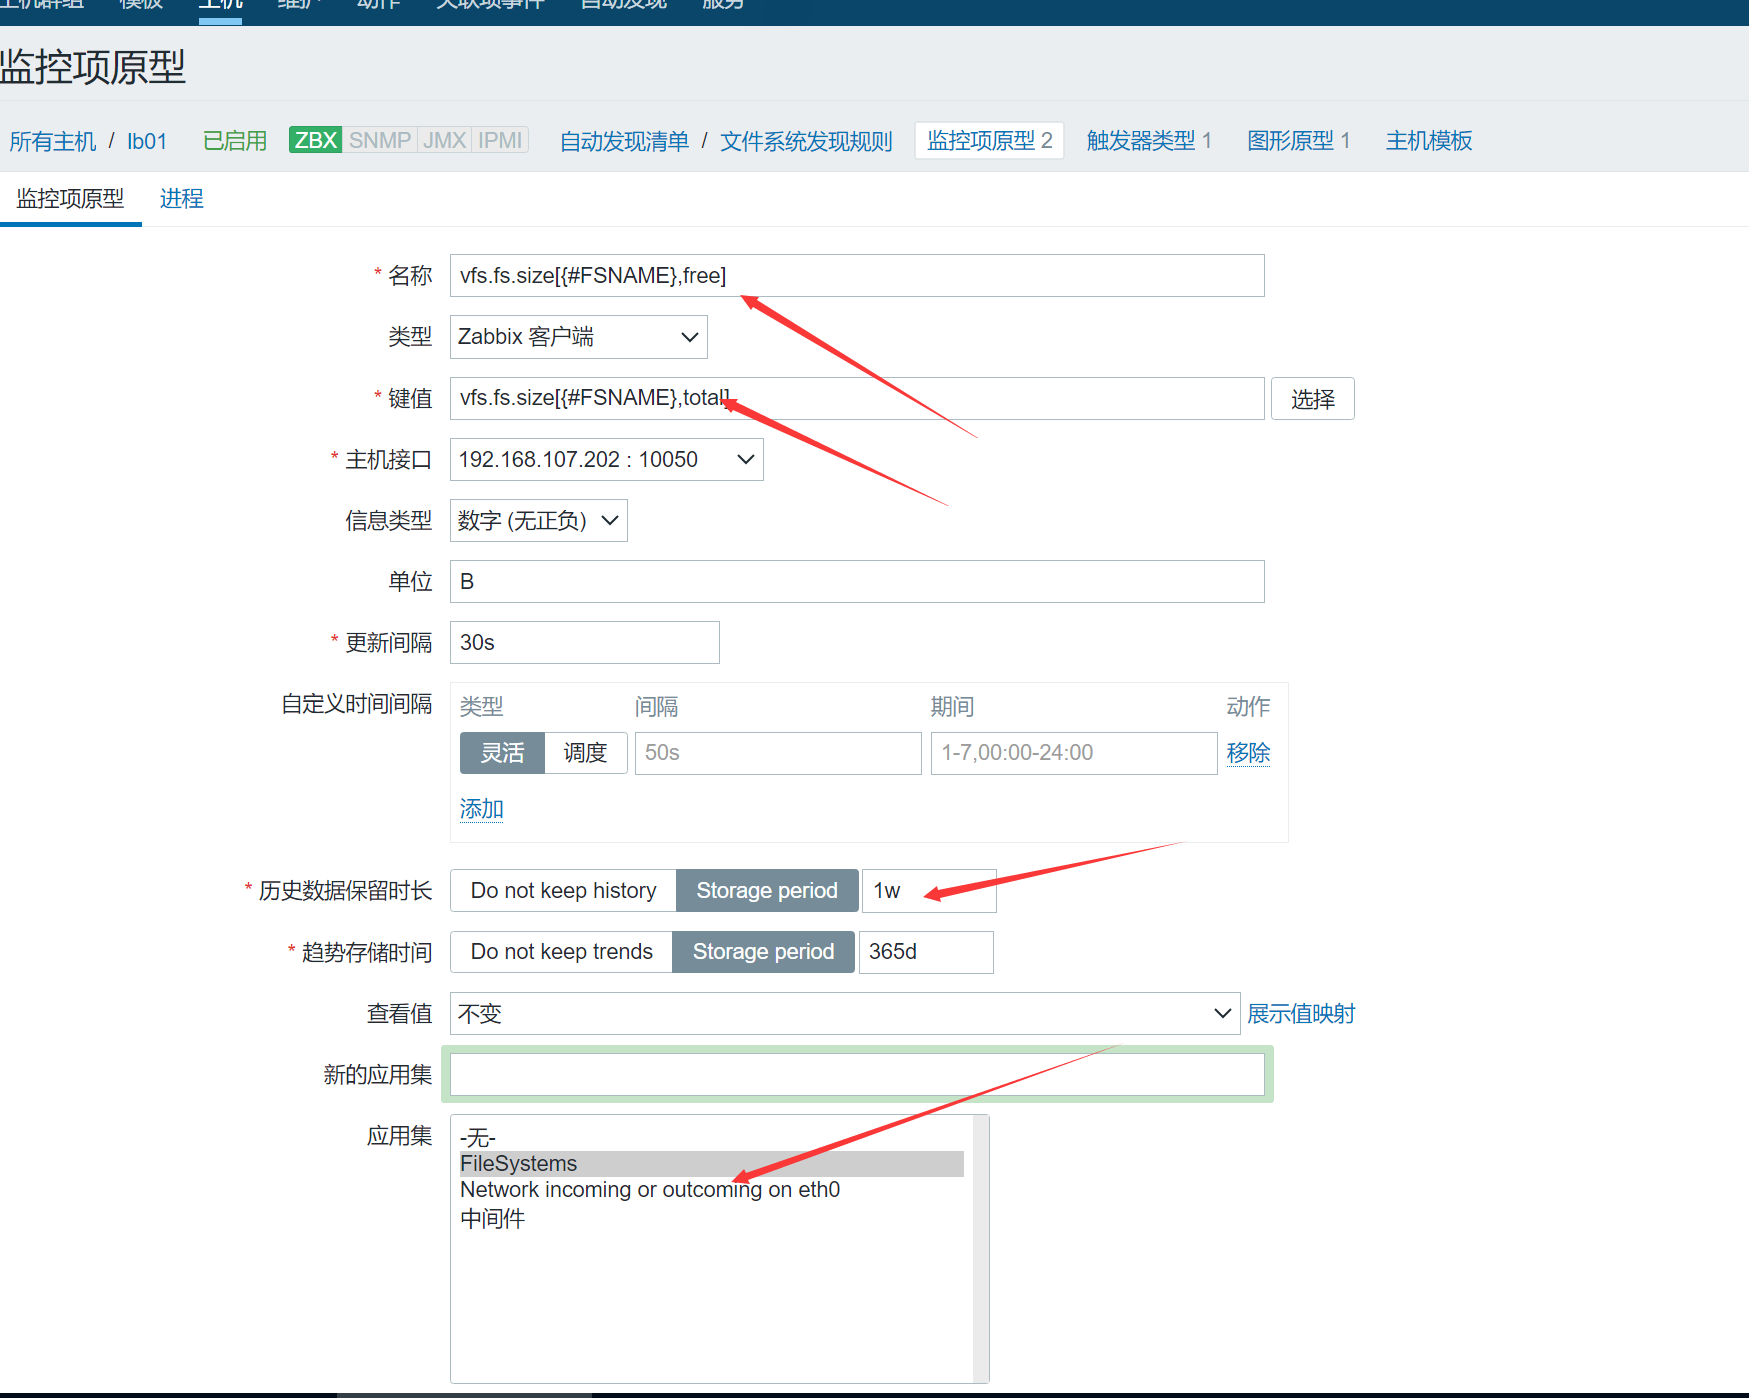 主机群组 模板 主机 维护 动作 关联项事件 自动发现 服务
监控项原型
所有主机 / lb01 已启用 ZBX SNMP JMX IPMI 自动发现清单 / 文件系统发现规则 监控项原型 2 触发器类型 1 图形原型 1 主机模板
监控项原型 进程
* 名称 vfs.fs.size[{#FSNAME},free]
类型 Zabbix 客户端
* 键值 vfs.fs.size[{#FSNAME},total] 选择
* 主机接口 192.168.107.202 : 10050
信息类型 数字 (无正负)
单位 B
* 更新间隔 30s
自定义时间间隔 类型 间隔 期间 动作
灵活 调度 50s 1-7,00:00-24:00 移除
添加
* 历史数据保留时长 Do not keep history Storage period 1w
* 趋势存储时间 Do not keep trends Storage period 365d
查看值 不变 展示值映射
新的应用集
应用集 -无-
FileSystems
Network incoming or outcoming on eth0
中间件